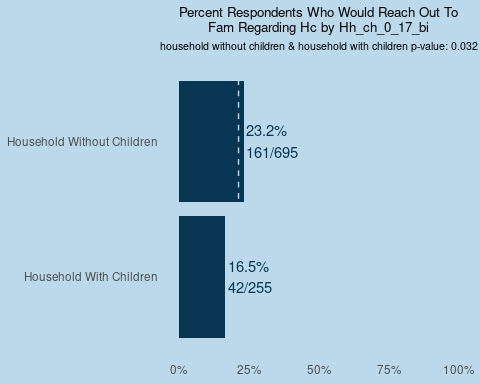 Percent Respondents Who Would Reach Out To
Fam Regarding Hc by Hh_ch_0_17_bi
household without children & household with children p-value: 0.032
Household Without Children
23.2%
161/695
Household With Children
16.5%
42/255
0% 25% 50% 75% 100%